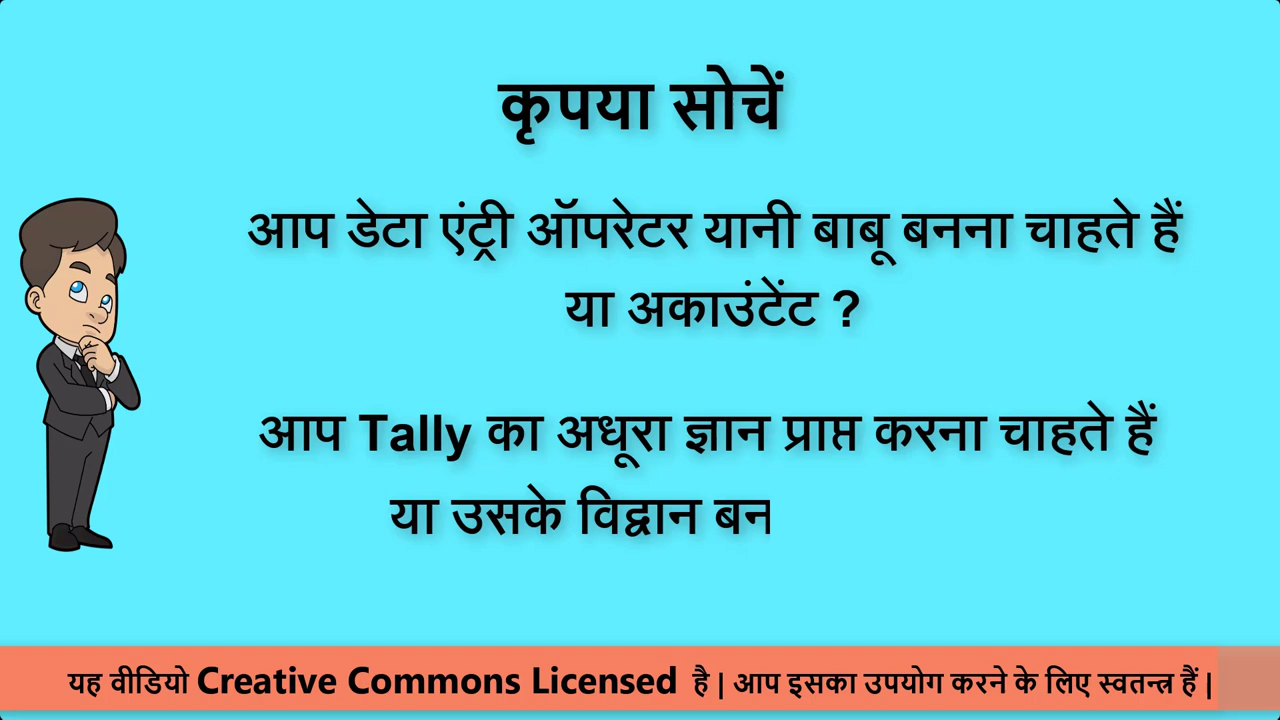 कृपया सोचें
आप डेटा एंट्री ऑपरेटर यानी बाबू बनना चाहते हैं
या अकाउंटेंट ?
आप Tally का अधूरा ज्ञान प्राप्त करना चाहते हैं
या उसके विद्वान बन
यह वीडियो Creative Commons Licensed है | आप इसका उपयोग करने के लिए स्वतन्त्र हैं |